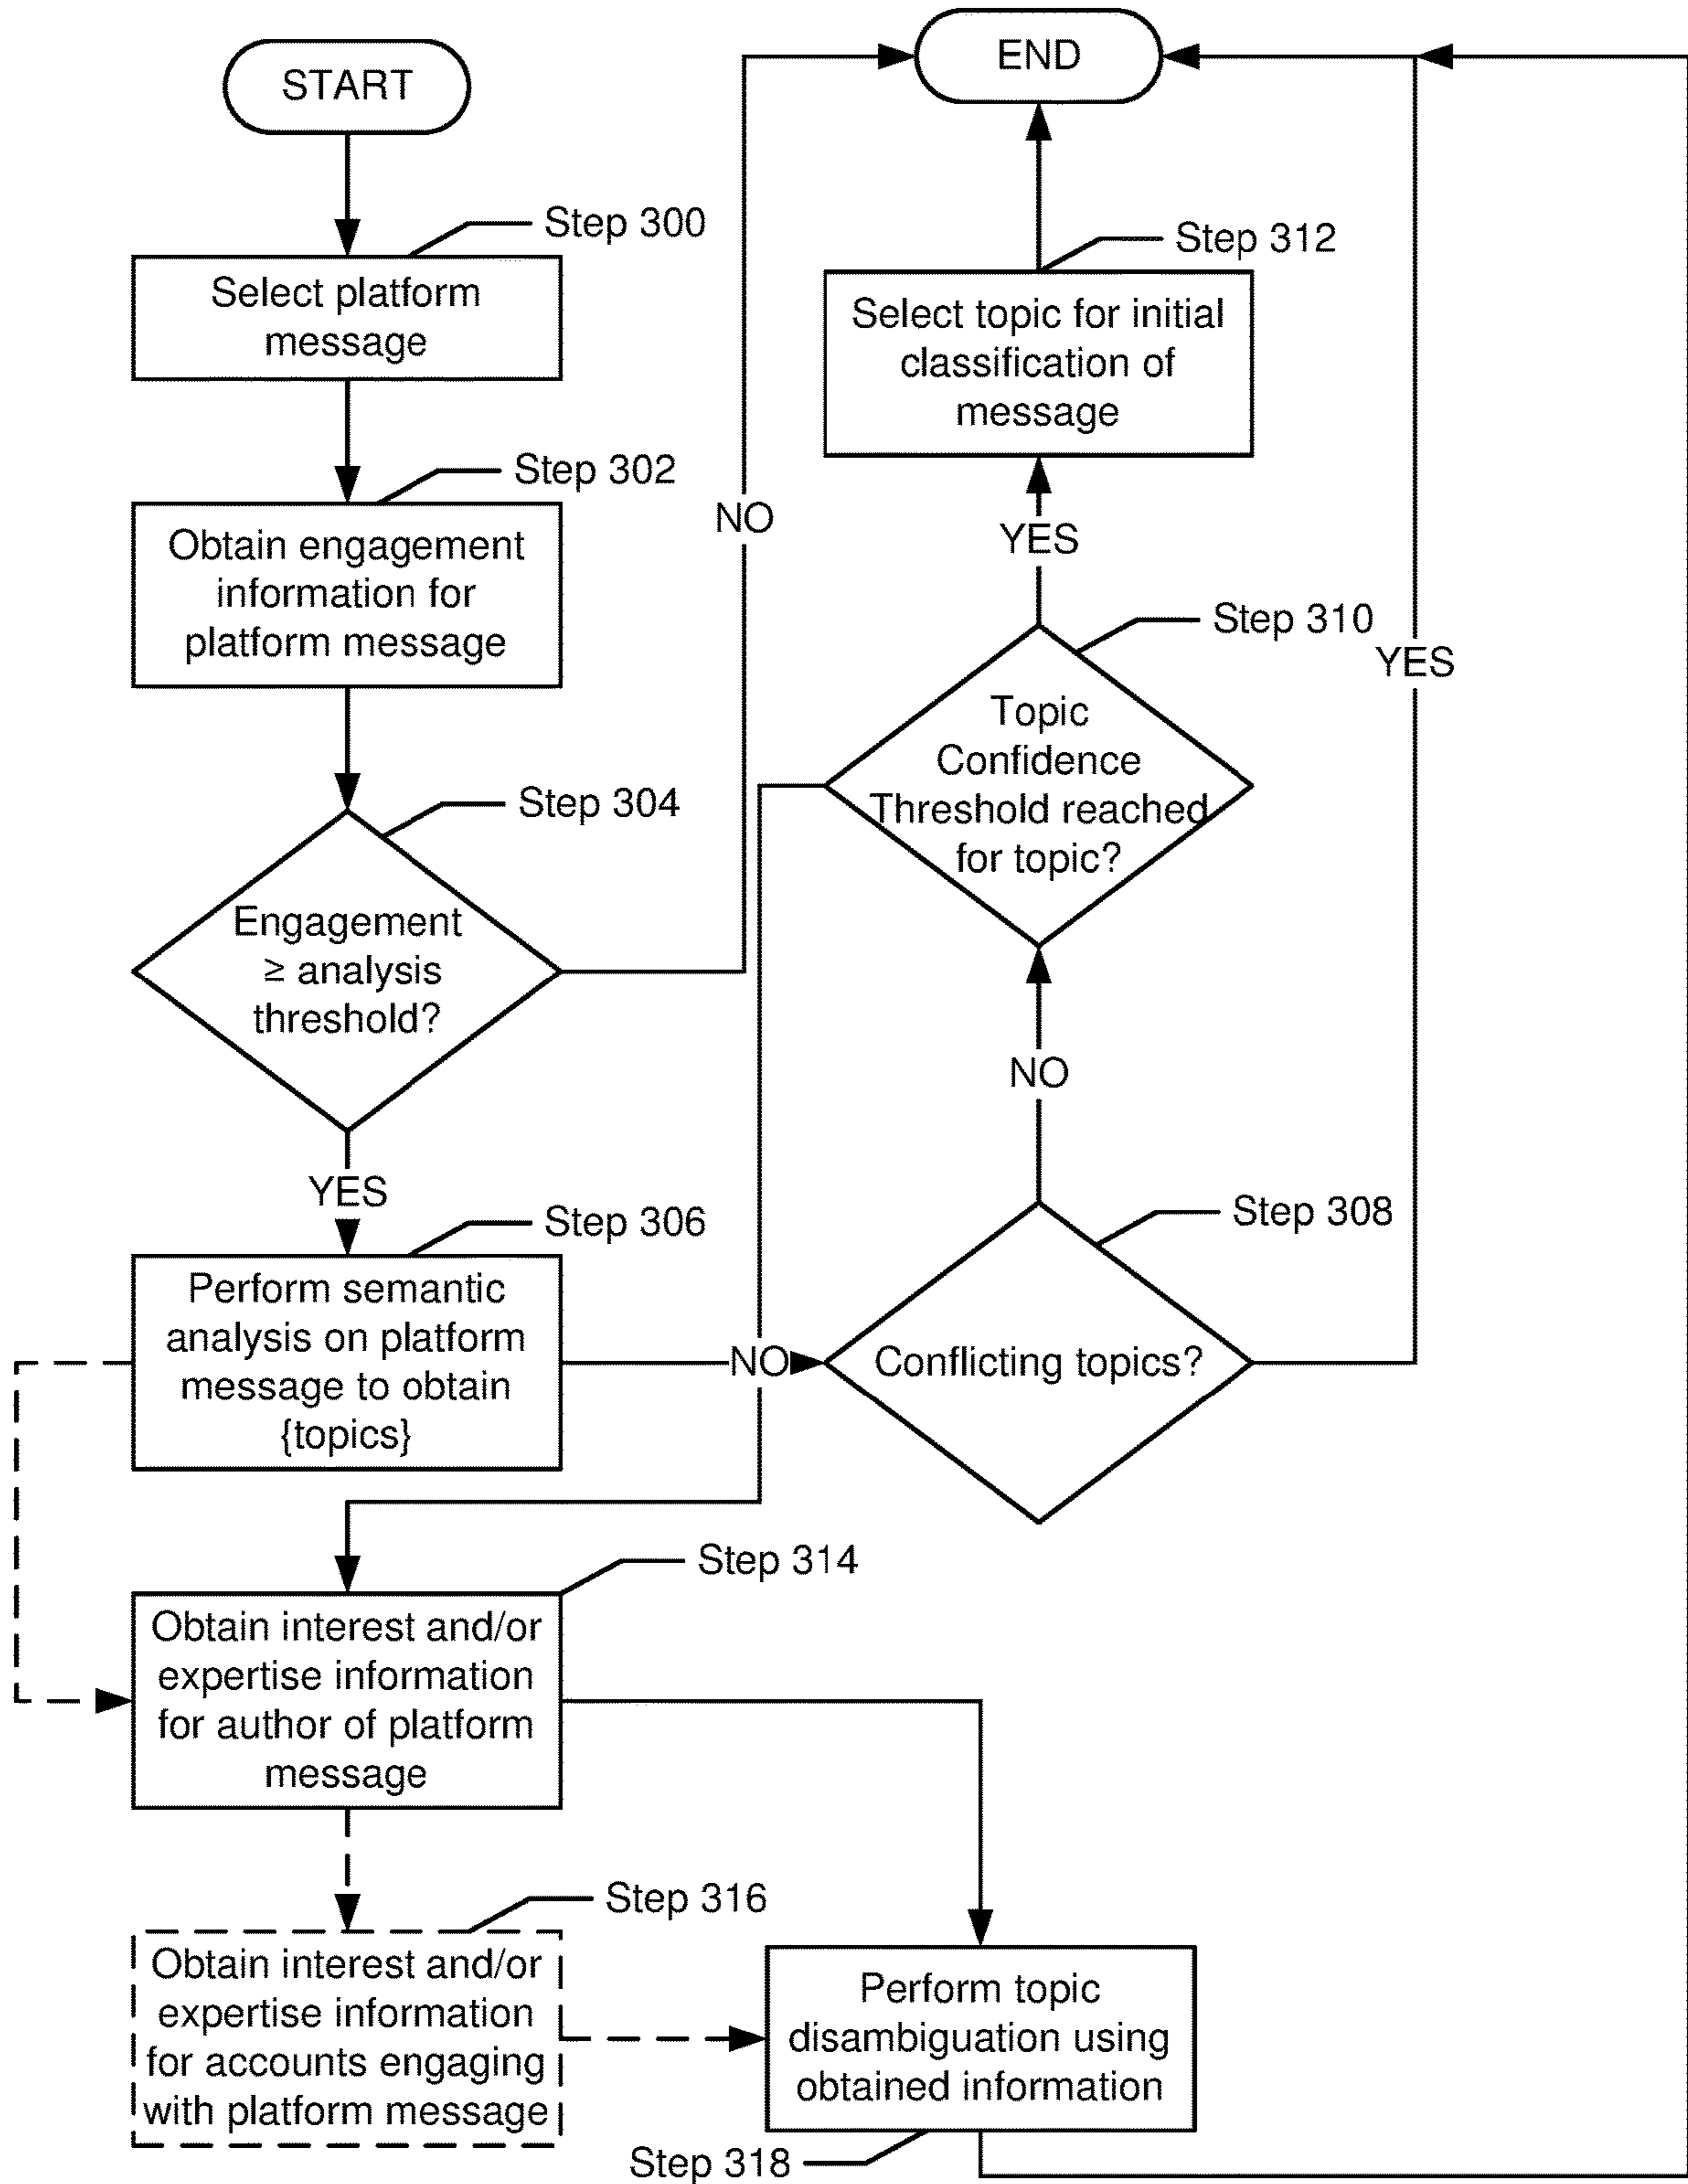 START
Step 300
Select platform
message
Step 302
Obtain engagement
information for
platform message
Step 304
Engagement
≥ analysis
threshold?
NO
YES
Step 306
Perform semantic
analysis on platform
message to obtain
{topics}
NO
Step 308
Conflicting topics?
YES
NO
Step 310
Topic
Confidence
Threshold reached
for topic?
YES
Step 312
Select topic for initial
classification of
message
END
Step 314
Obtain interest and/or
expertise information
for author of platform
message
Step 316
Obtain interest and/or
expertise information
for accounts engaging
with platform message
Perform topic
disambiguation using
obtained information
Step 318